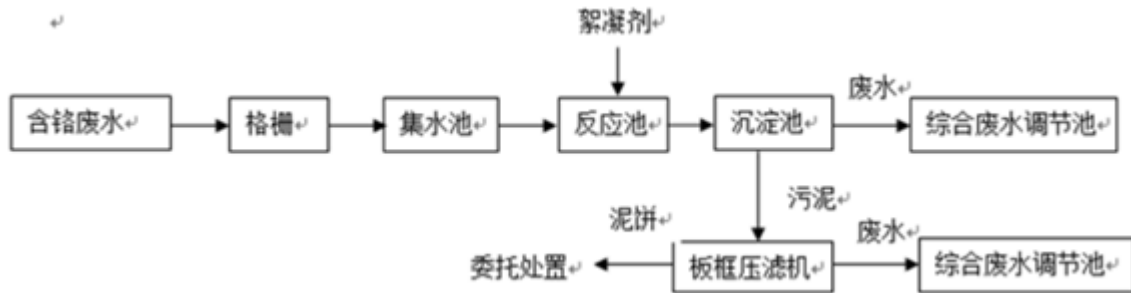 絮凝剂
废水
含铬废水
格栅
集水池
反应池
沉淀池
综合废水调节池
污泥
泥饼
废水
委托处置
板框压滤机
综合废水调节池